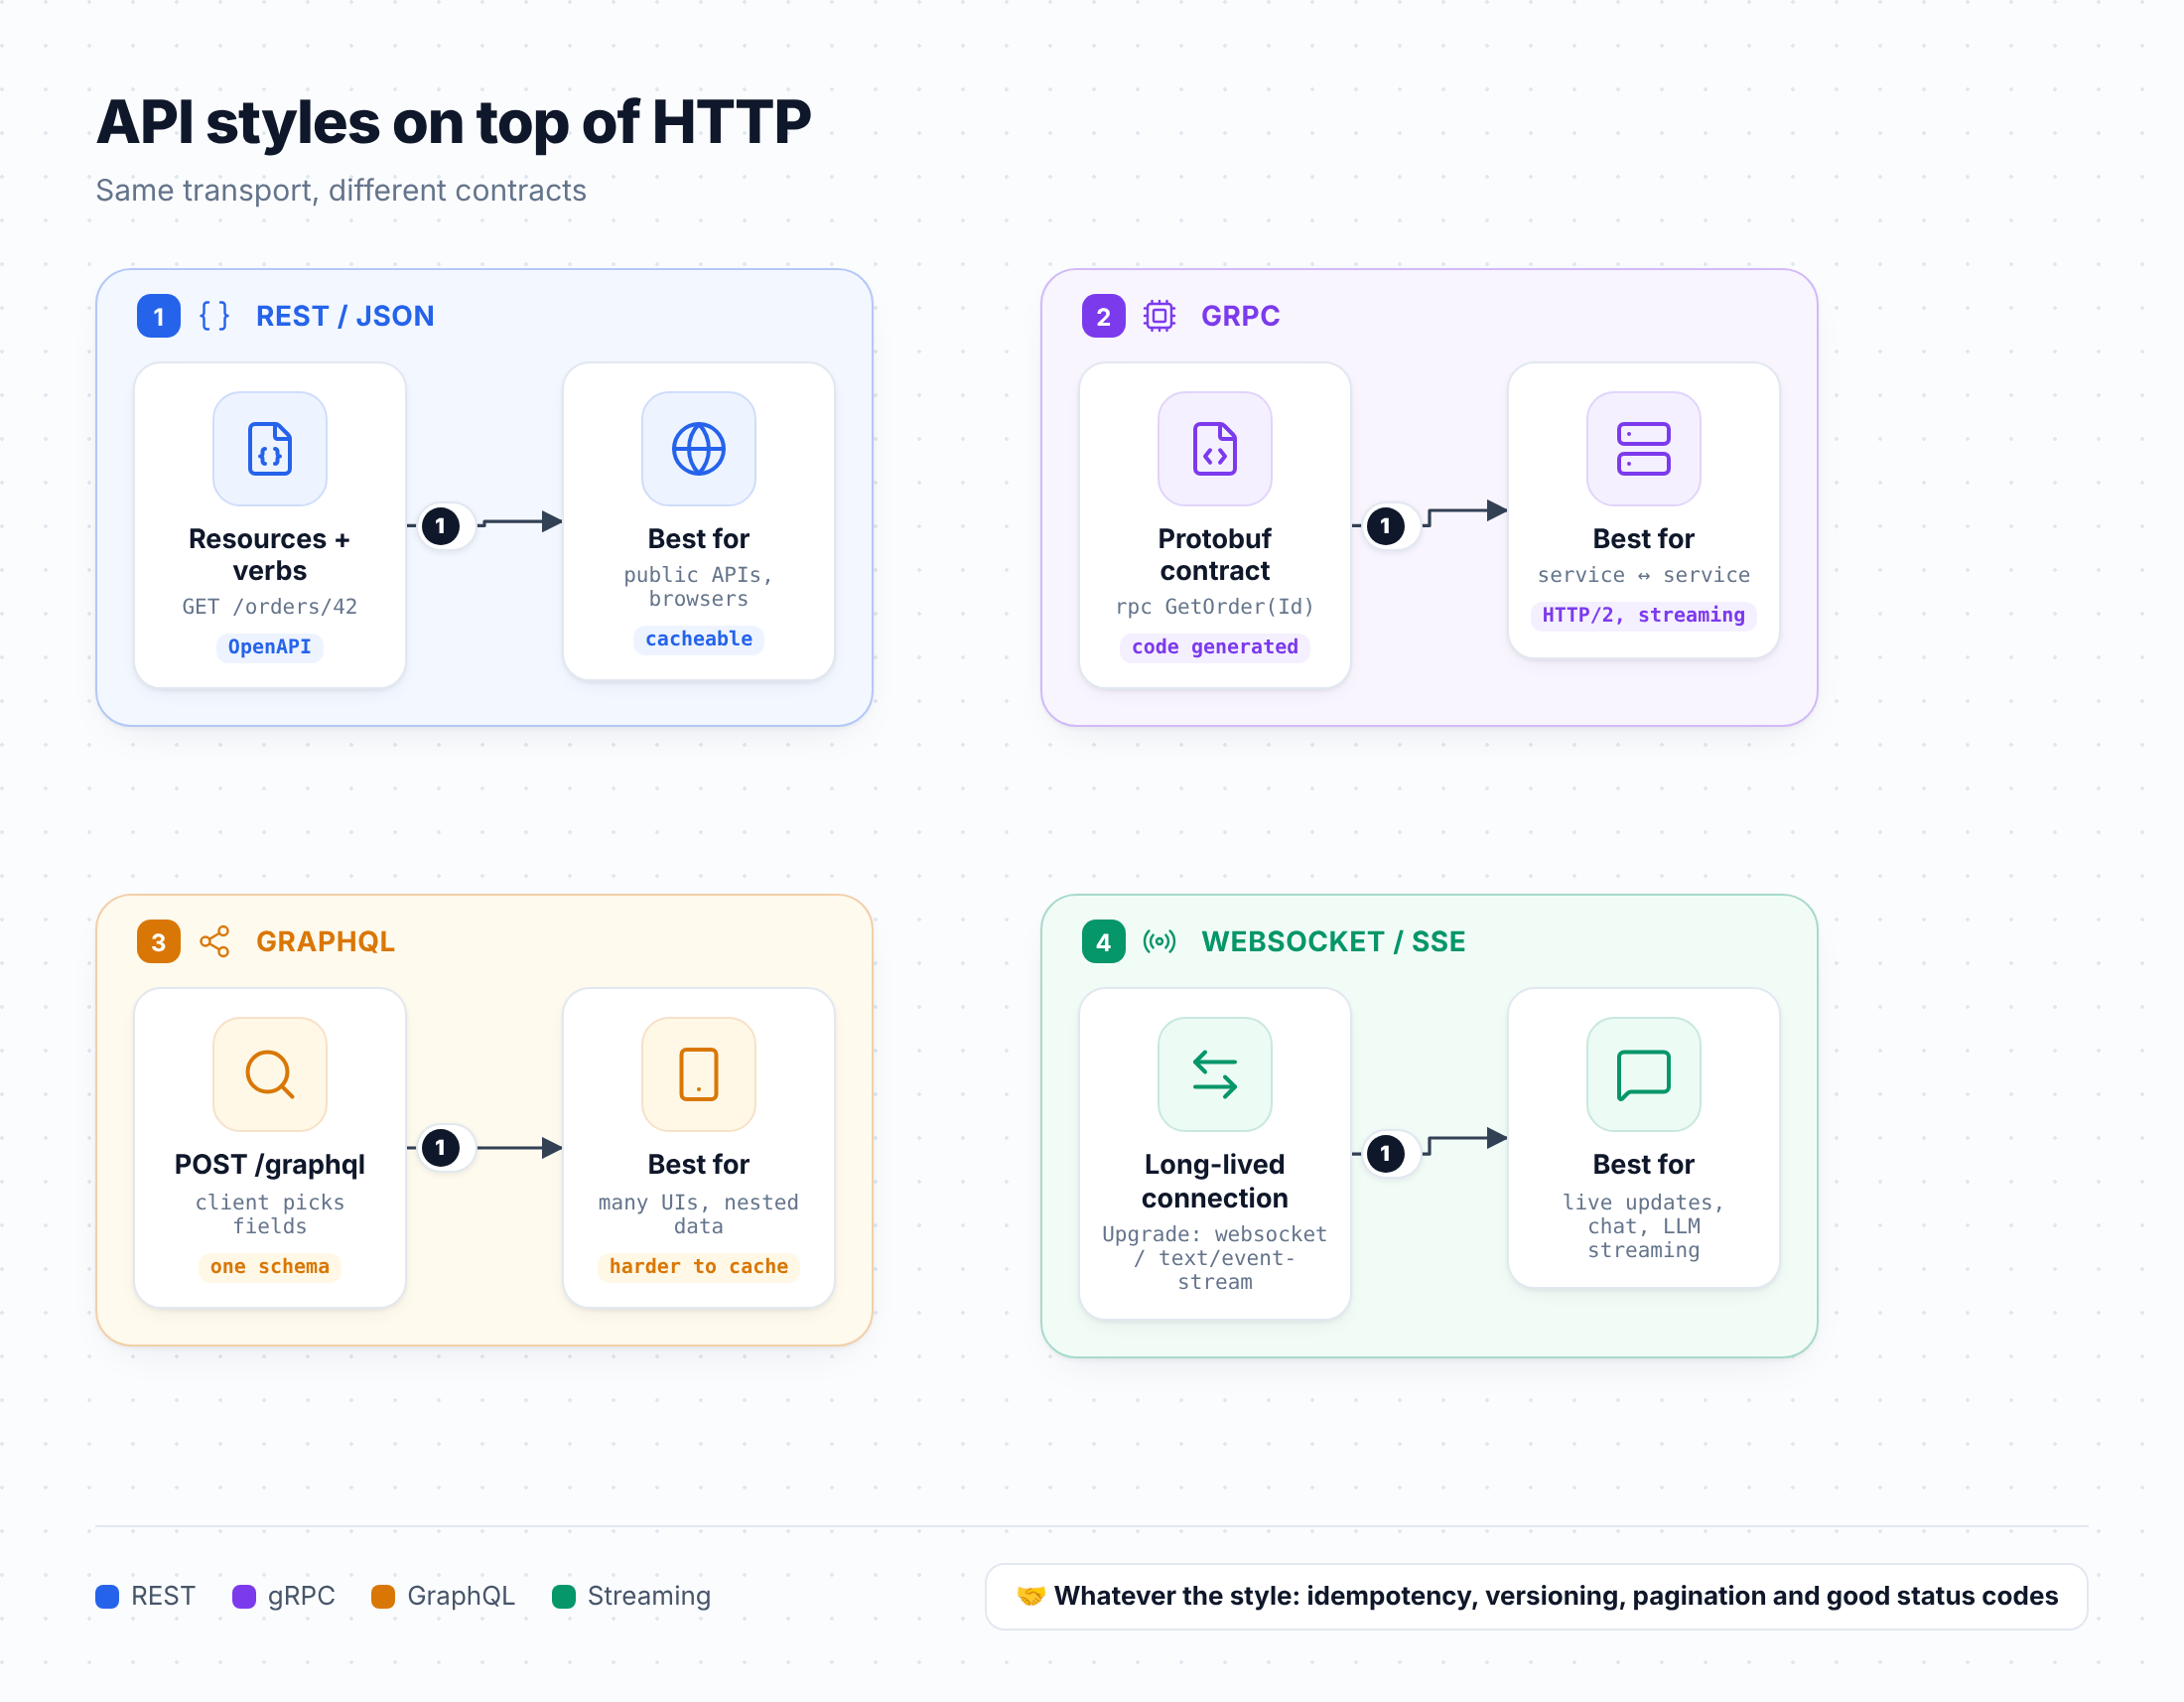 API styles on top of HTTP
Same transport, different contracts
1 { } REST / JSON
Resources +
verbs
GET /orders/42
OpenAPI
1
Best for
public APIs,
browsers
cacheable
2 GRPC
Protobuf
contract
rpc GetOrder(Id)
code generated
1
Best for
service ↔ service
HTTP/2, streaming
3 GRAPHQL
POST /graphql
client picks
fields
one schema
1
Best for
many UIs, nested
data
harder to cache
4 WEBSOCKET / SSE
Long-lived
connection
Upgrade: websocket
/ text/event-
stream
1
Best for
live updates,
chat, LLM
streaming
REST gRPC GraphQL Streaming
🤝 Whatever the style: idempotency, versioning, pagination and good status codes